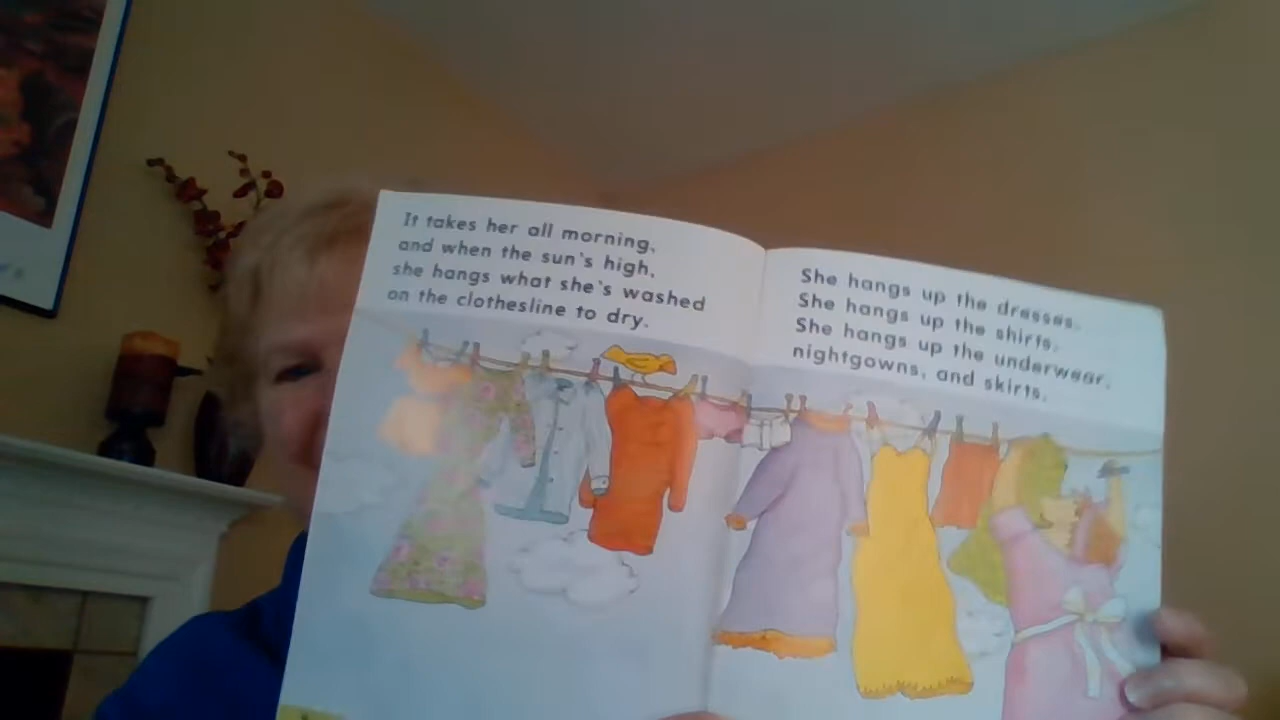 It takes her all morning,
and when the sun's high,
she hangs what she's washed
on the clothesline to dry.
She hangs up the dresses.
She hangs up the shirts.
She hangs up the underwear,
nightgowns, and skirts.